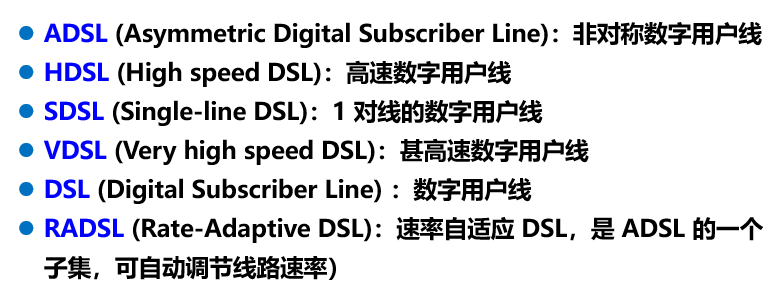 ● ADSL (Asymmetric Digital Subscriber Line)：非对称数字用户线
● HDSL (High speed DSL)：高速数字用户线
● SDSL (Single-line DSL)：1 对线的数字用户线
● VDSL (Very high speed DSL)：甚高速数字用户线
● DSL (Digital Subscriber Line) ：数字用户线
● RADSL (Rate-Adaptive DSL)：速率自适应 DSL，是 ADSL 的一个
子集，可自动调节线路速率）